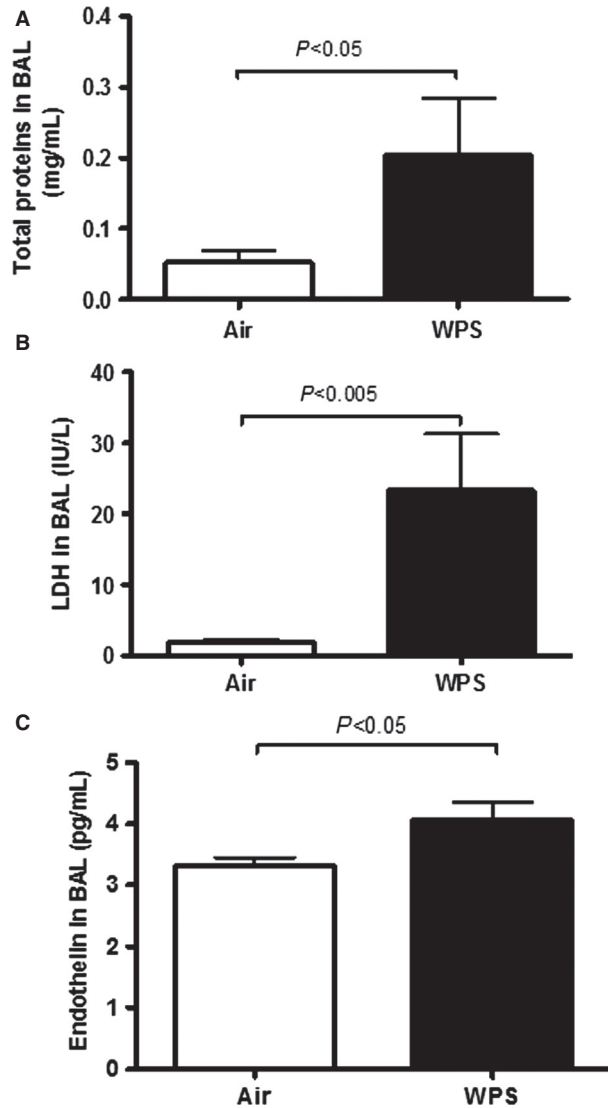 A
Total proteins in BAL
(mg/mL)
0.4
0.3
0.2
0.1
0.0
P<0.05
Air
WPS
B
LDH in BAL (IU/L)
40
30
20
10
0
P<0.005
Air
WPS
C
Endothelin in BAL (pg/mL)
5
4
3
2
1
0
P<0.05
Air
WPS